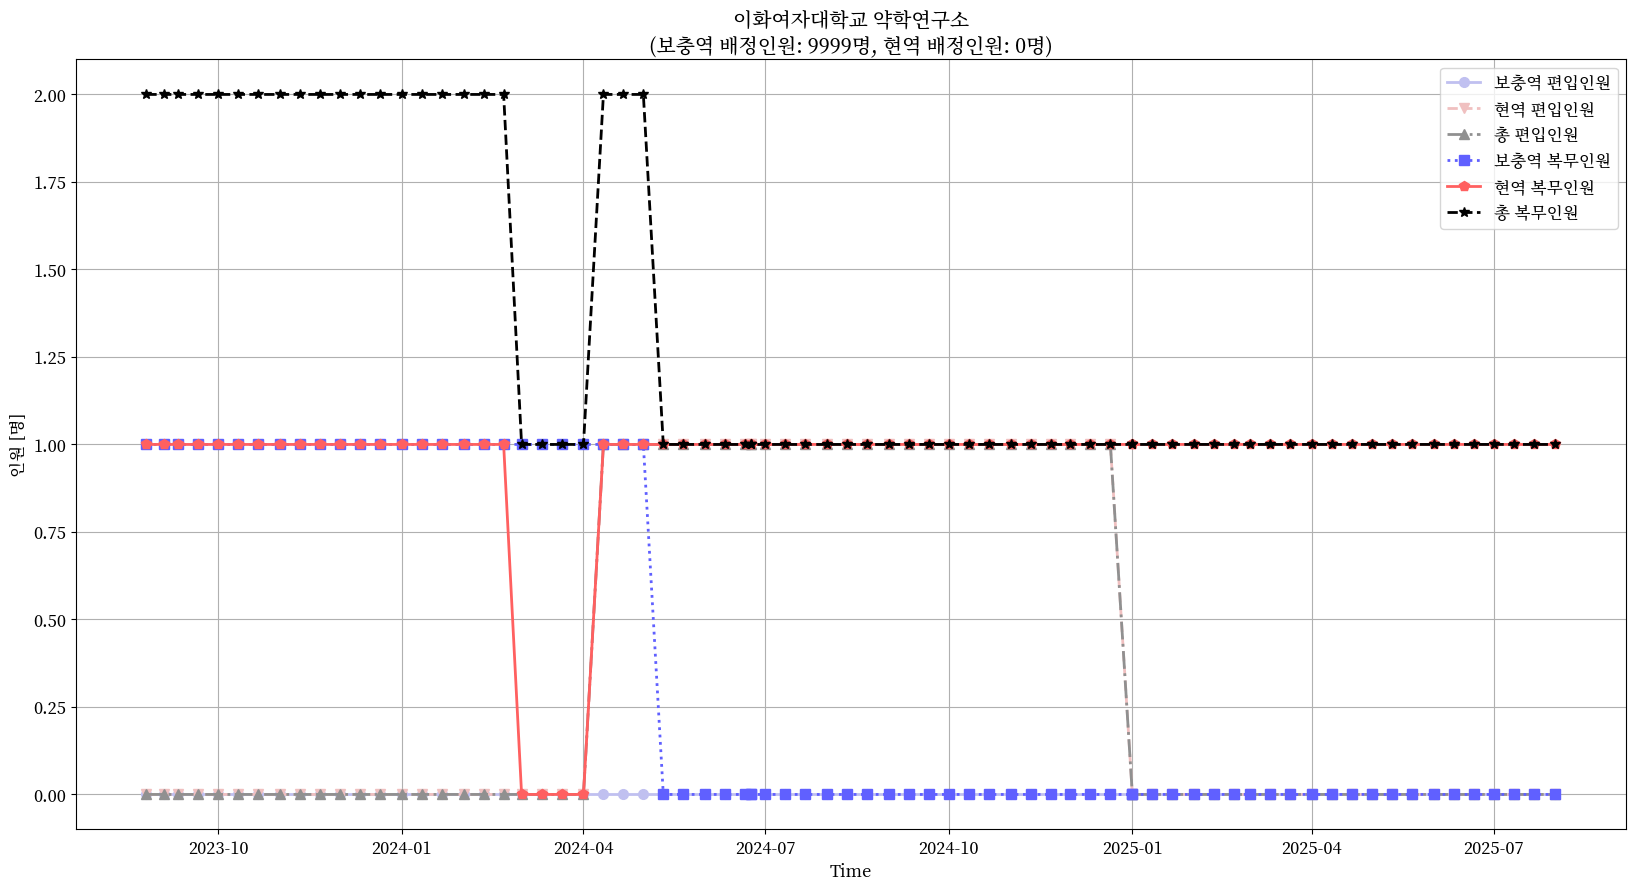 이화여자대학교 약학연구소
(보충역 배정인원: 9999명, 현역 배정인원: 0명)
보충역 편입인원
현역 편입인원
총 편입인원
보충역 복무인원
현역 복무인원
총 복무인원
인원 [명]
2.00
1.75
1.50
1.25
1.00
0.75
0.50
0.25
0.00
2023-10 2024-01 2024-04 2024-07 2024-10 2025-01 2025-04 2025-07
Time